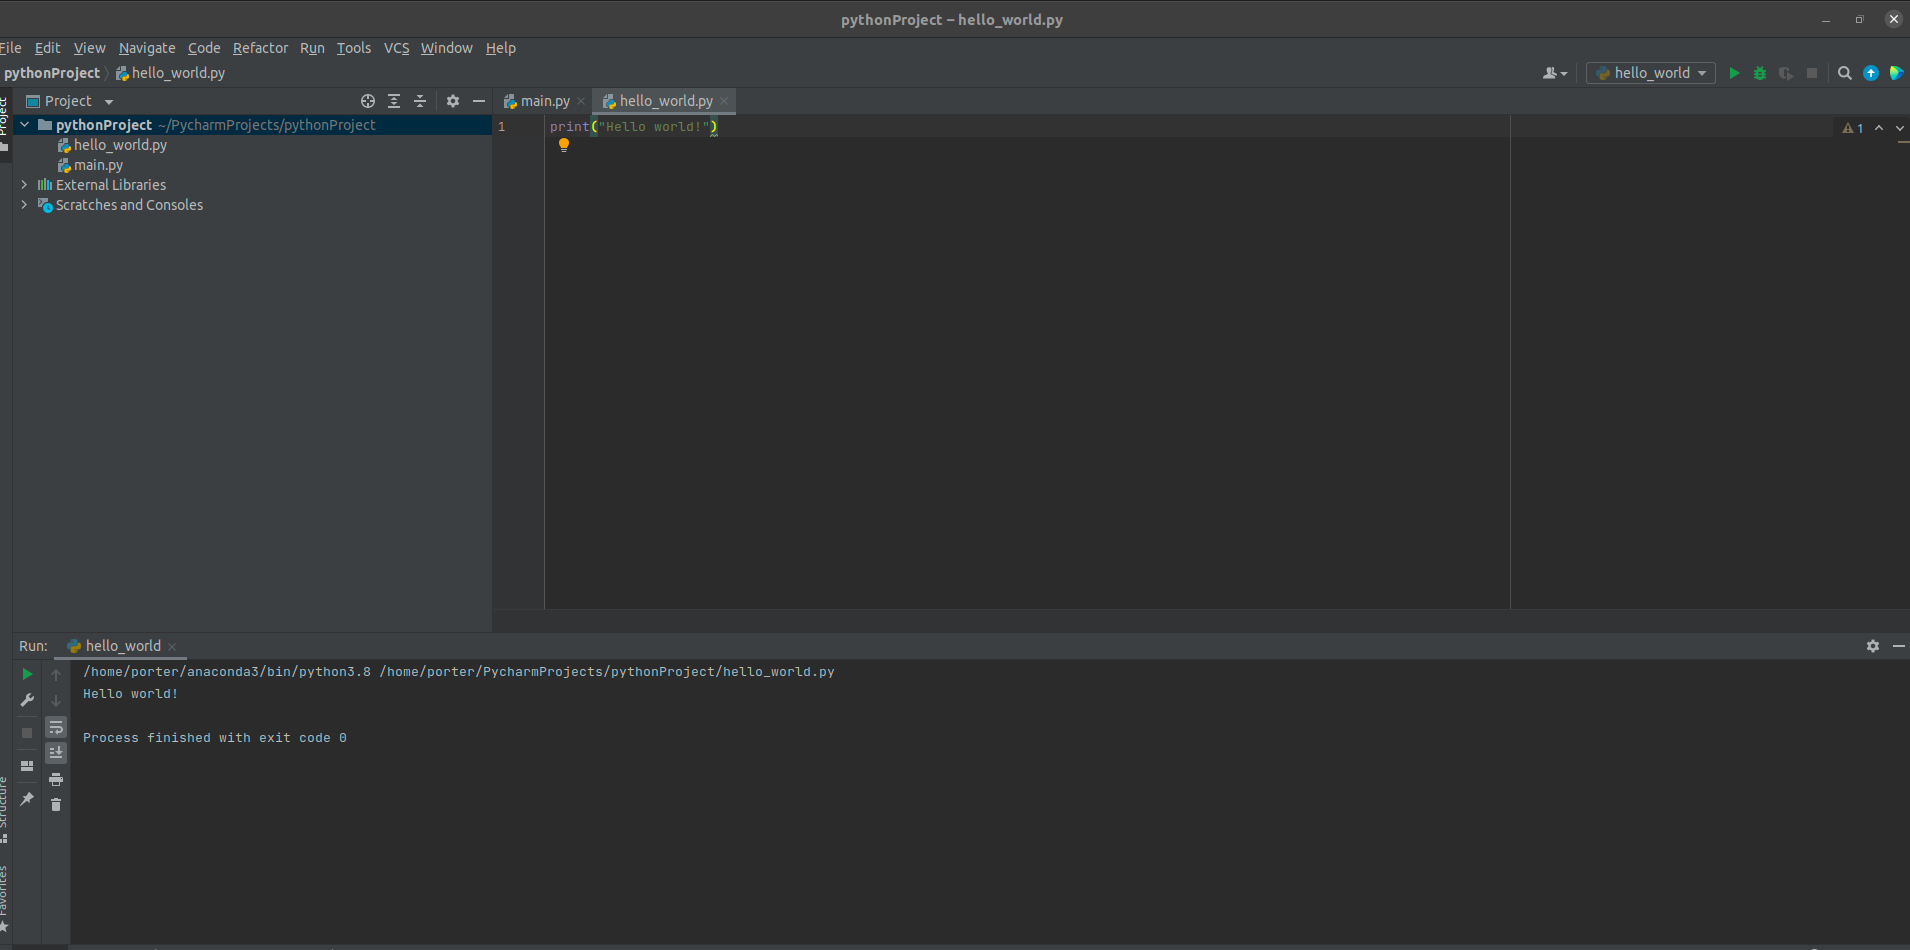 pythonProject – hello_world.py
File Edit View Navigate Code Refactor Run Tools VCS Window Help
pythonProject hello_world.py
hello_world
Project
Project
main.py
hello_world.py
pythonProject ~/PycharmProjects/pythonProject
hello_world.py
main.py
External Libraries
Scratches and Consoles
1 print("Hello world!")
1
Run: hello_world
/home/porter/anaconda3/bin/python3.8 /home/porter/PycharmProjects/pythonProject/hello_world.py
Hello world!
Process finished with exit code 0
Structure
Favorites